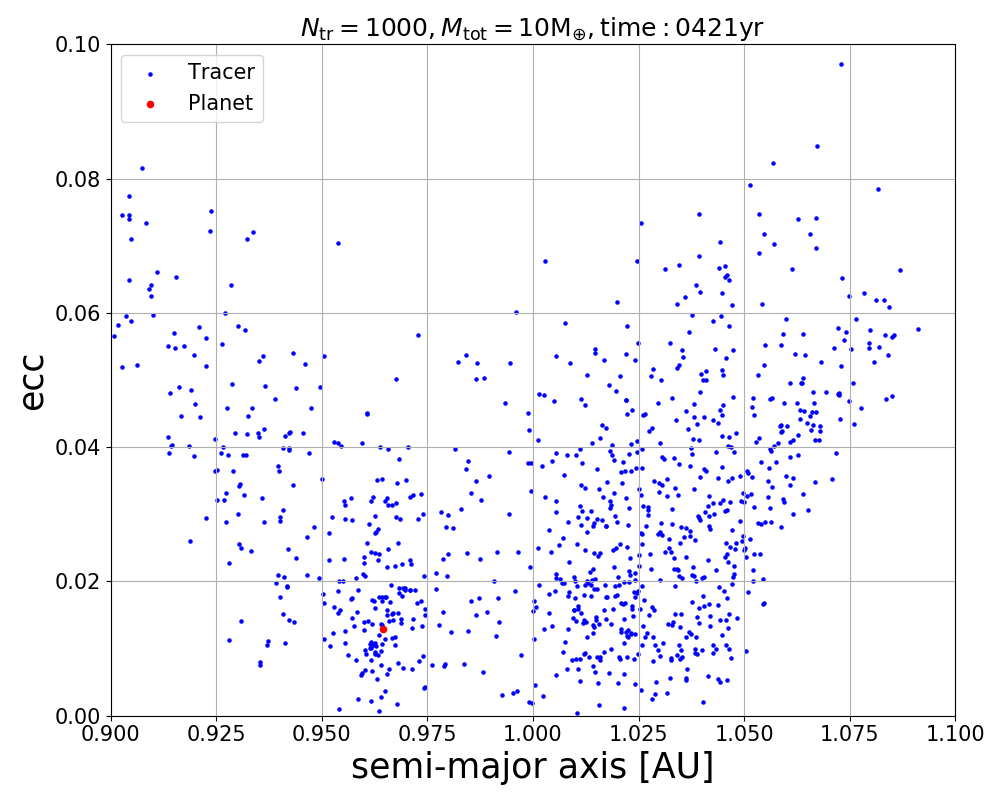 N_tr = 1000, M_tot = 10M_⊕, time : 0421yr
Tracer
Planet
ecc
0.10
0.08
0.06
0.04
0.02
0.00
0.900 0.925 0.950 0.975 1.000 1.025 1.050 1.075 1.100
semi-major axis [AU]